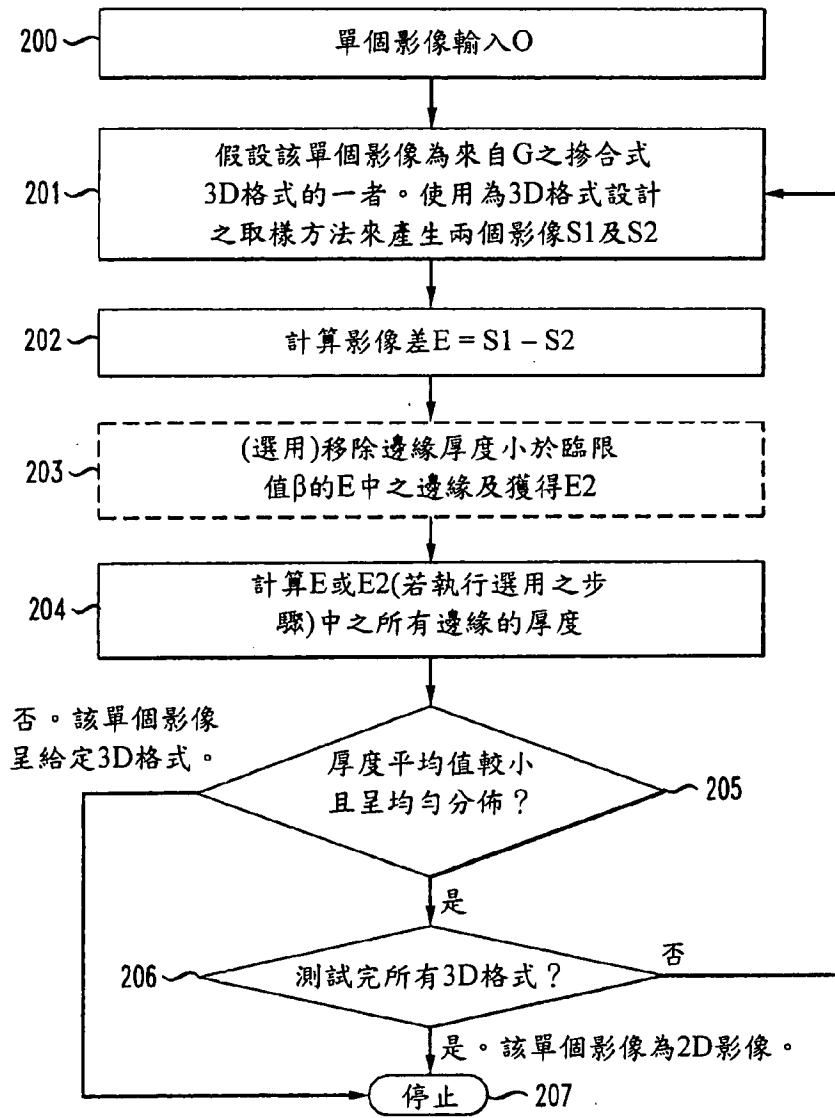 200
單個影像輸入O
201
假設該單個影像為來自G之摻合式
3D格式的一者。使用為3D格式設計
之取樣方法來產生兩個影像S1及S2
202
計算影像差E = S1 – S2
203
(選用)移除邊緣厚度小於臨限
值β的E中之邊緣及獲得E2
204
計算E或E2(若執行選用之步
驟)中之所有邊緣的厚度
否。該單個影像
呈給定3D格式。
厚度平均值較小
且呈均勻分佈？
205
是
206
測試完所有3D格式？
否
是。該單個影像為2D影像。
停止
207